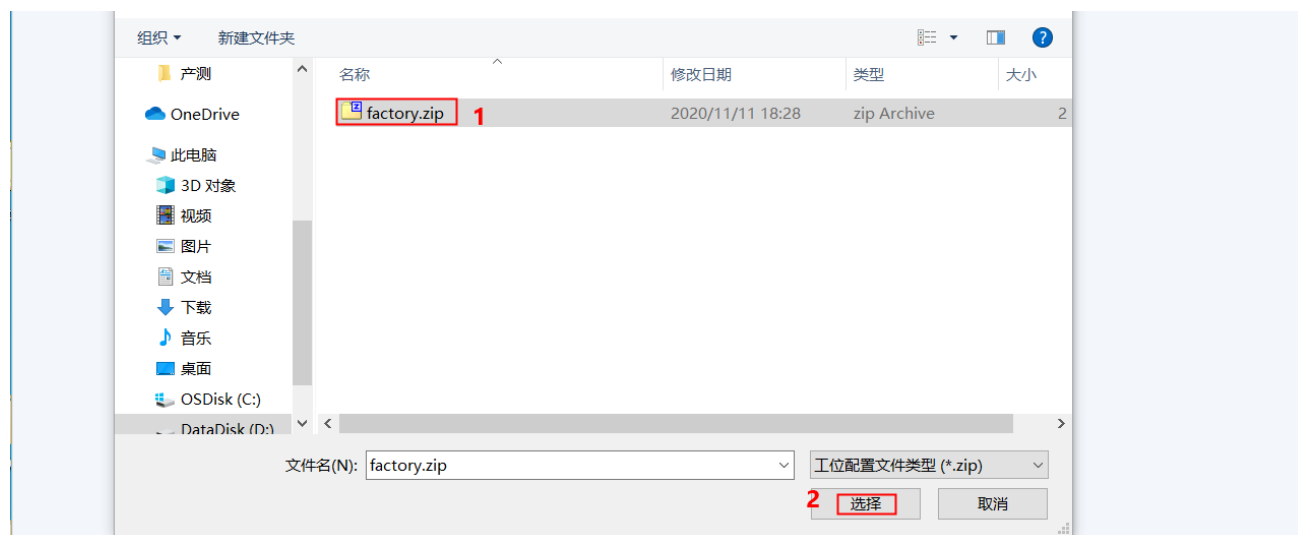 组织 新建文件夹
名称 修改日期 类型 大小
产测
OneDrive
此电脑
3D 对象
视频
图片
文档
下载
音乐
桌面
OSDisk (C:)
DataDisk (D:)
factory.zip 1 2020/11/11 18:28 zip Archive 2
文件名(N): factory.zip 工位配置文件类型 (*.zip)
2 选择 取消